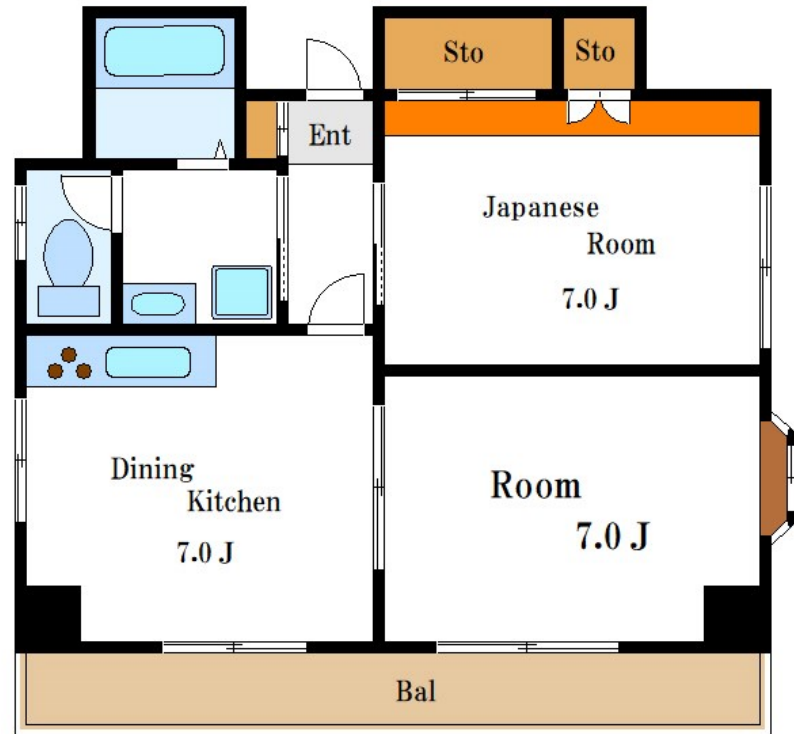 Sto
Sto
Ent
Japanese
Room
7.0 J
Dining
Kitchen
7.0 J
Room
7.0 J
Bal